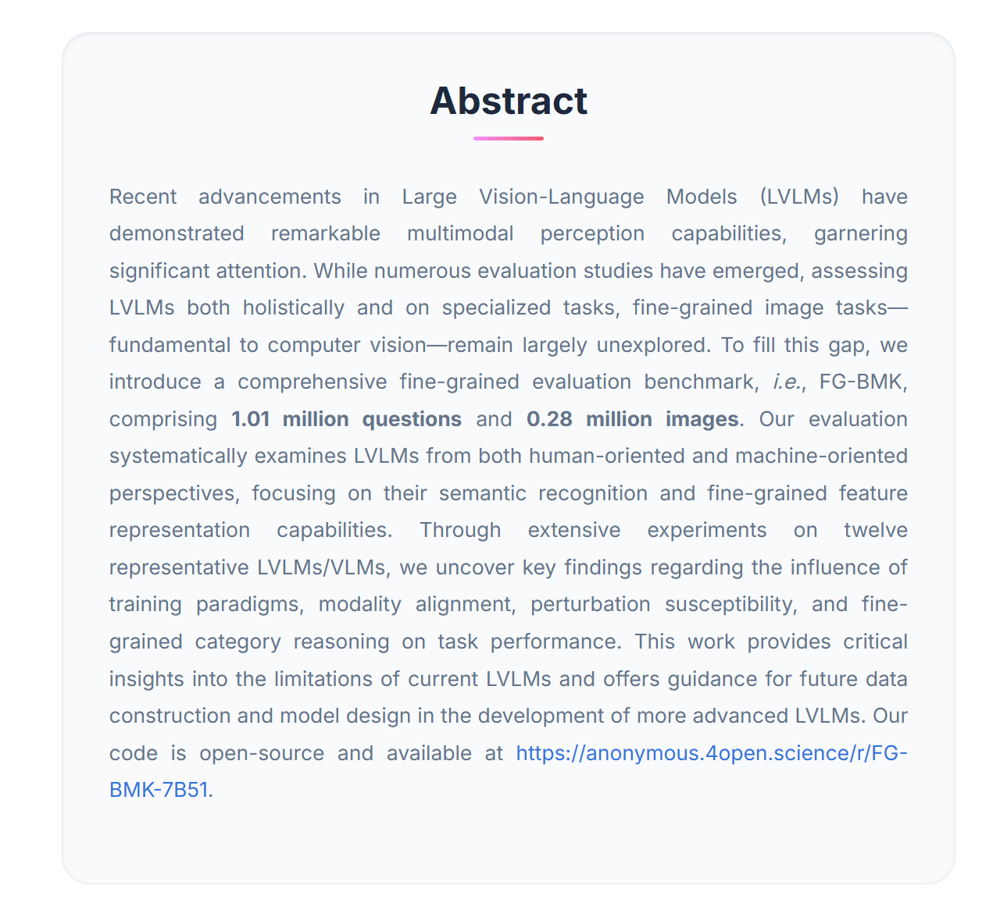 Abstract
Recent advancements in Large Vision-Language Models (LVLMs) have
demonstrated remarkable multimodal perception capabilities, garnering
significant attention. While numerous evaluation studies have emerged, assessing
LVLMs both holistically and on specialized tasks, fine-grained image tasks—
fundamental to computer vision—remain largely unexplored. To fill this gap, we
introduce a comprehensive fine-grained evaluation benchmark, i.e., FG-BMK,
comprising 1.01 million questions and 0.28 million images. Our evaluation
systematically examines LVLMs from both human-oriented and machine-oriented
perspectives, focusing on their semantic recognition and fine-grained feature
representation capabilities. Through extensive experiments on twelve
representative LVLMs/VLMs, we uncover key findings regarding the influence of
training paradigms, modality alignment, perturbation susceptibility, and fine-
grained category reasoning on task performance. This work provides critical
insights into the limitations of current LVLMs and offers guidance for future data
construction and model design in the development of more advanced LVLMs. Our
code is open-source and available at https://anonymous.4open.science/r/FG-
BMK-7B51.